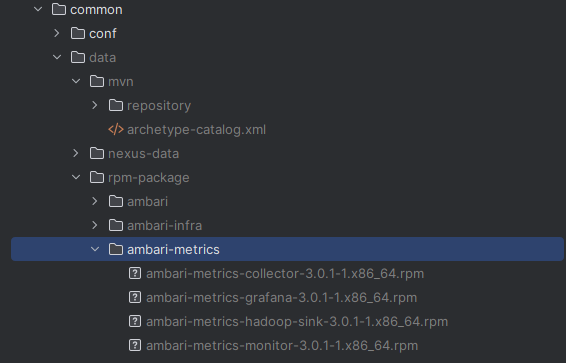 common
conf
data
mvn
repository
archetype-catalog.xml
nexus-data
rpm-package
ambari
ambari-infra
ambari-metrics
ambari-metrics-collector-3.0.1-1.x86_64.rpm
ambari-metrics-grafana-3.0.1-1.x86_64.rpm
ambari-metrics-hadoop-sink-3.0.1-1.x86_64.rpm
ambari-metrics-monitor-3.0.1-1.x86_64.rpm